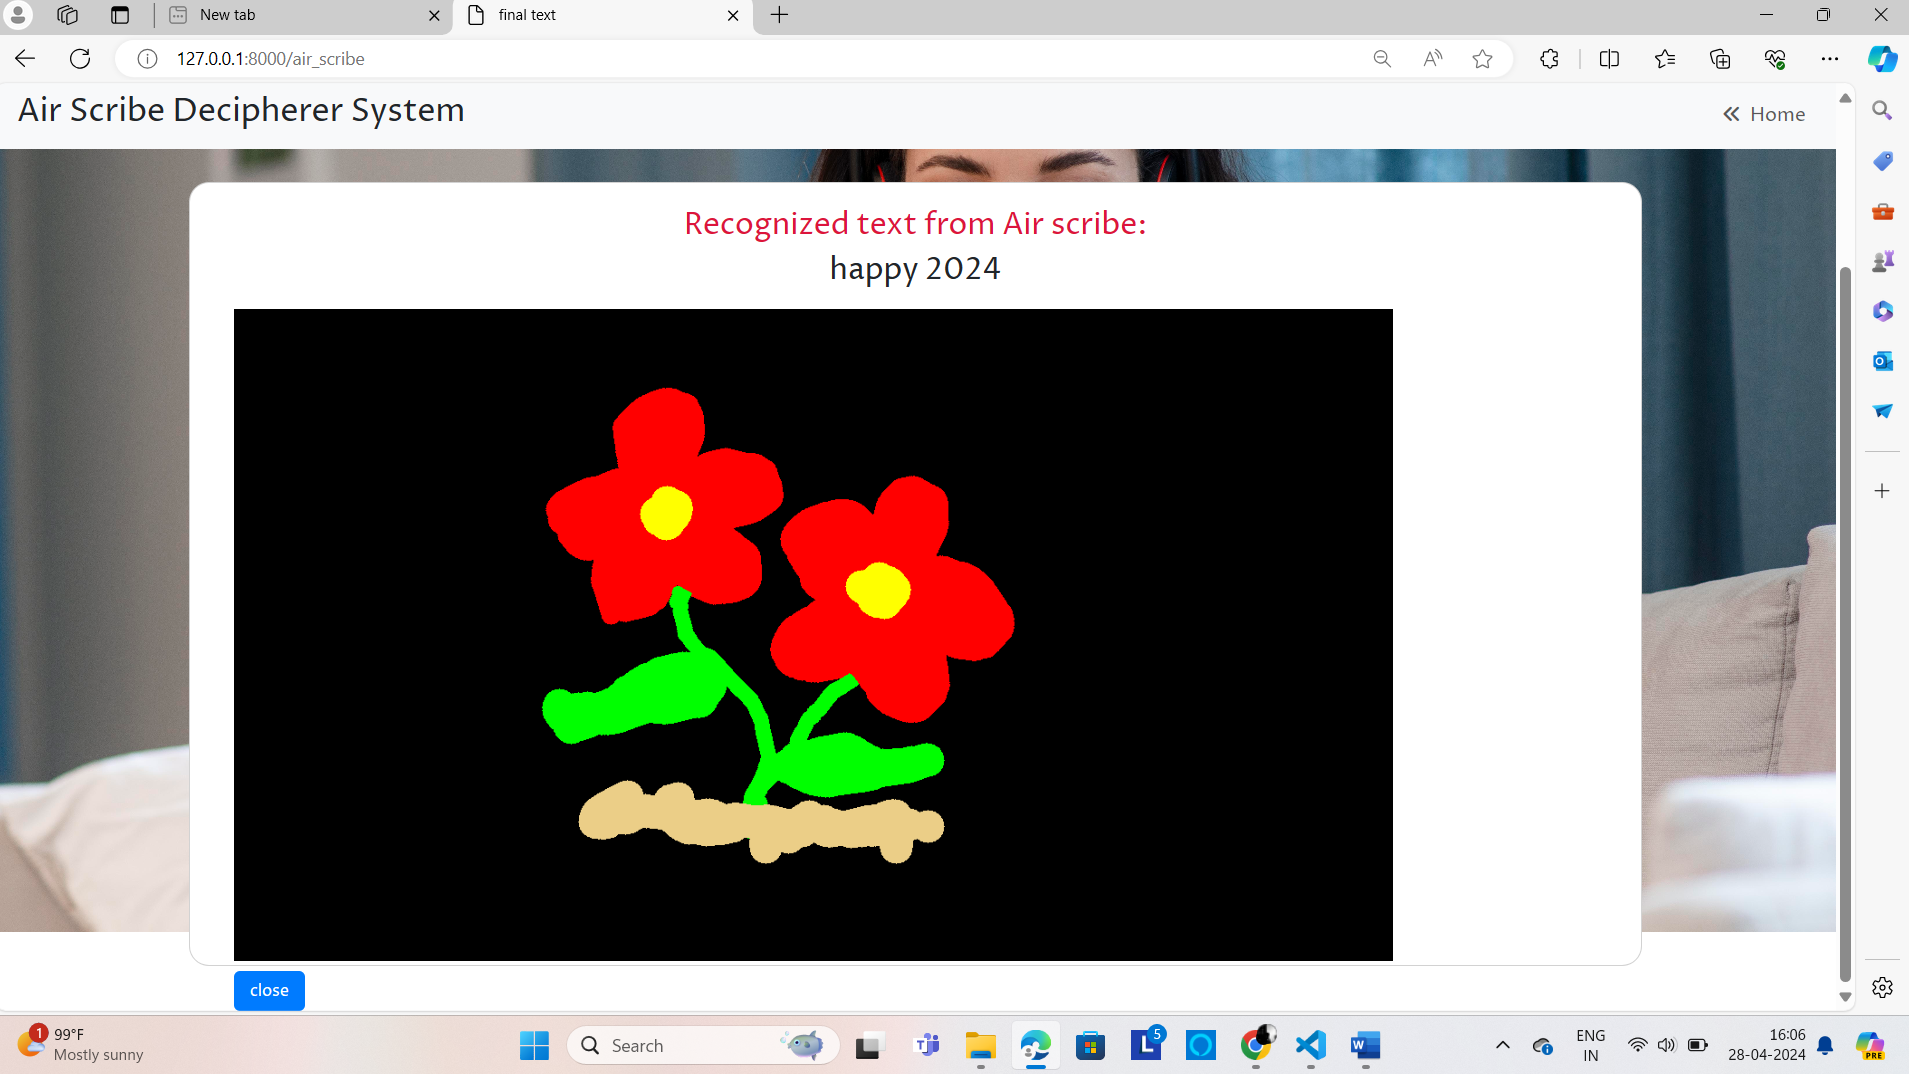 New tab
final text
127.0.0.1:8000/air_scribe
Air Scribe Decipherer System
Home
Recognized text from Air scribe:
happy 2024
close
1
99°F
Mostly sunny
Search
L
5
W
ENG
IN
16:06
28-04-2024
PRE